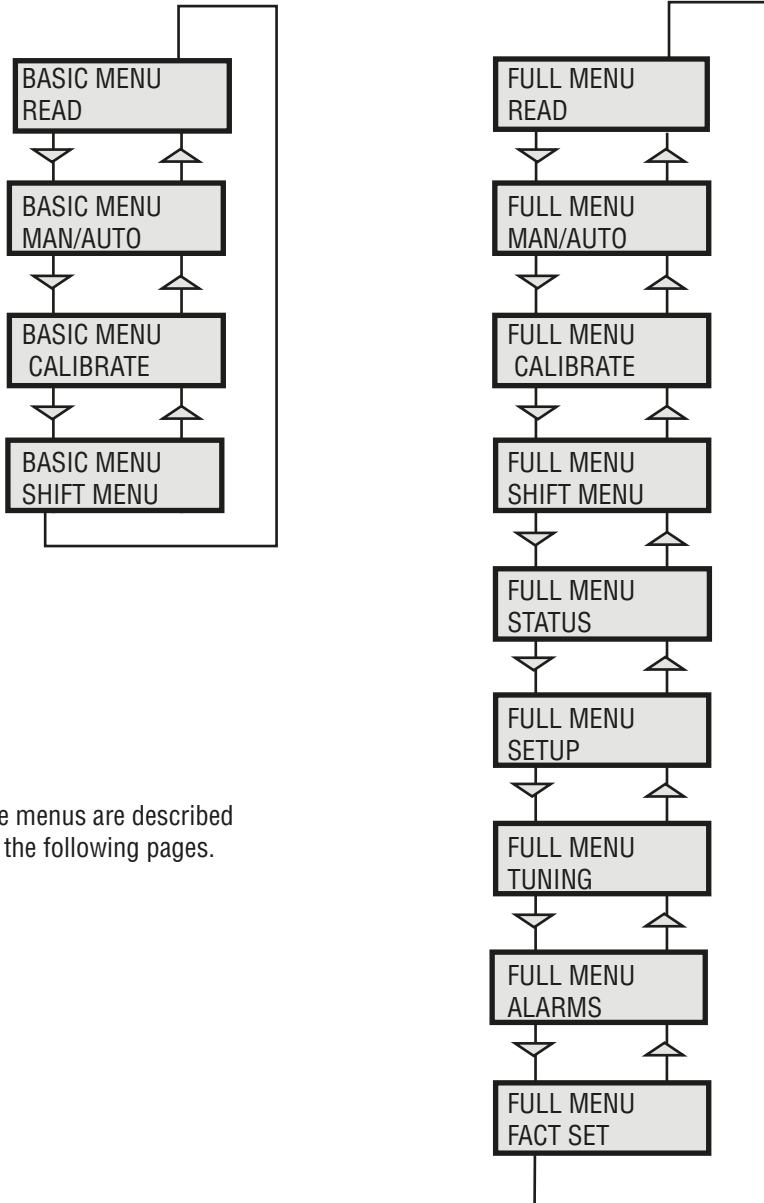 BASIC MENU
READ
BASIC MENU
MAN/AUTO
BASIC MENU
CALIBRATE
BASIC MENU
SHIFT MENU
e menus are described
the following pages.
FULL MENU
READ
FULL MENU
MAN/AUTO
FULL MENU
CALIBRATE
FULL MENU
SHIFT MENU
FULL MENU
STATUS
FULL MENU
SETUP
FULL MENU
TUNING
FULL MENU
ALARMS
FULL MENU
FACT SET